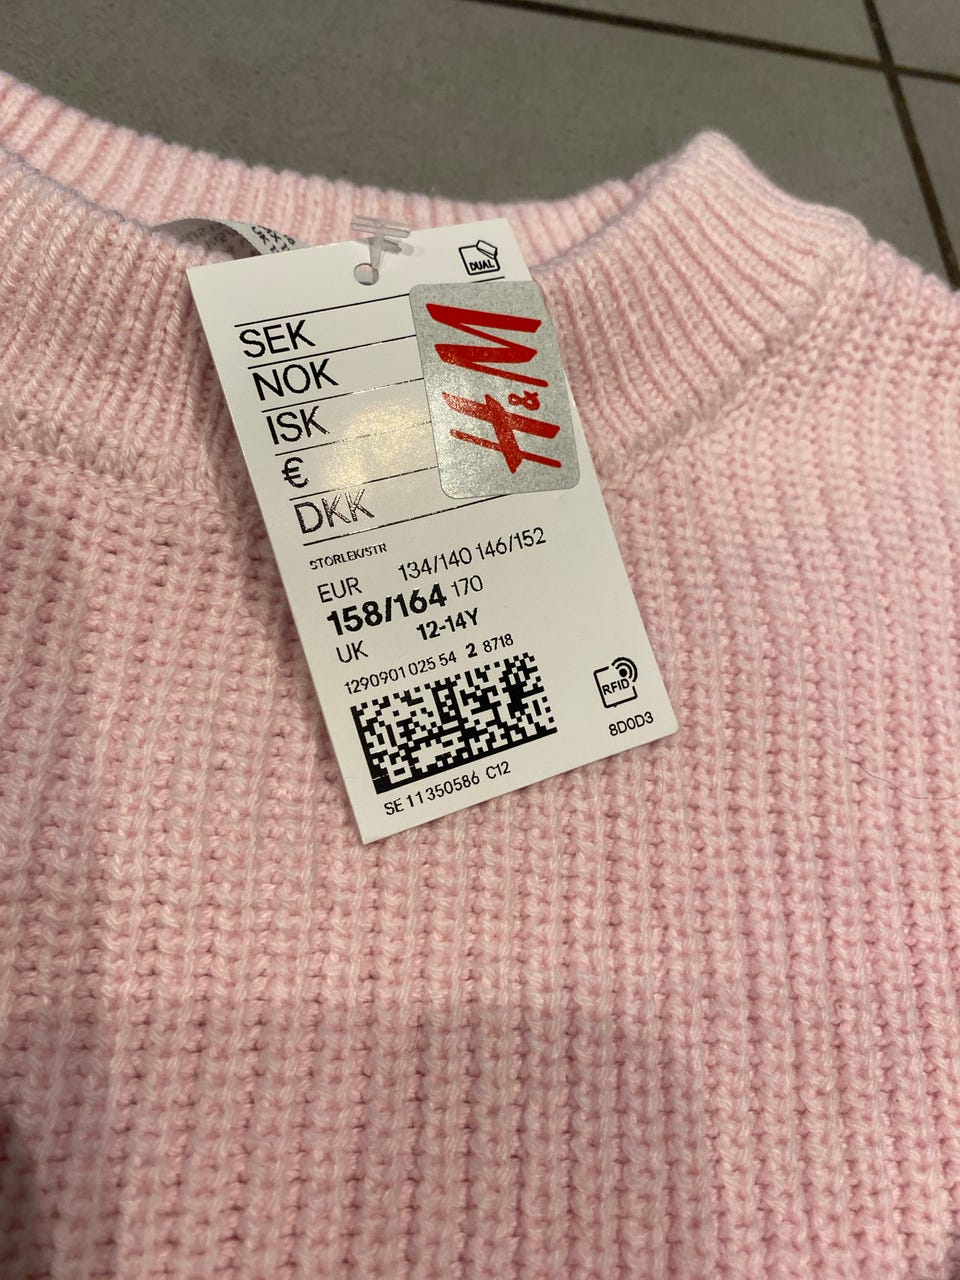 DUAL
H&M
SEK
NOK
ISK
€
DKK
STORLEK/STR
EUR 134/140 146/152
158/164 170
UK 12-14Y
1290901 025 54 2 8718
RFID
8D0D3
SE 11350586 C12